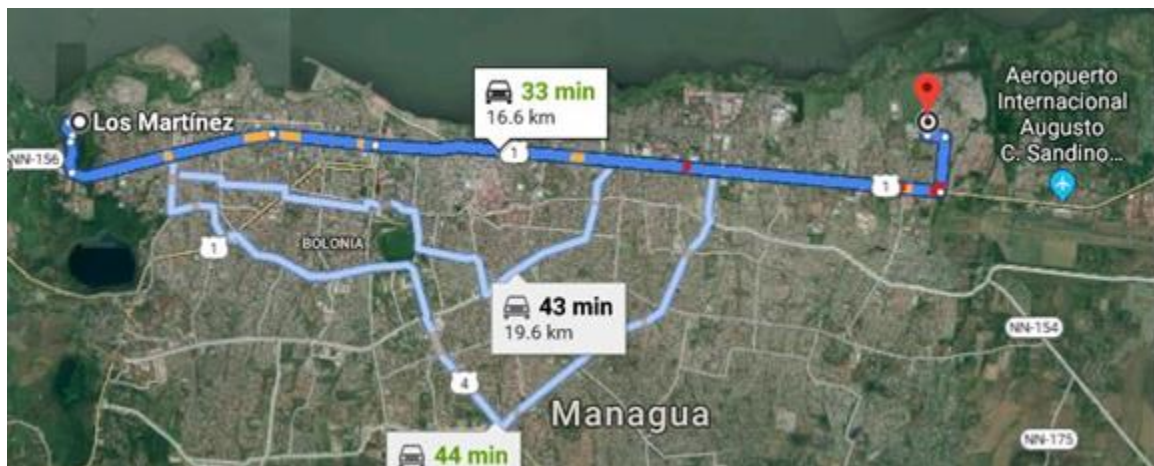 33 min
16.6 km
Los Martínez
NN-156
1
1
1
BOLONIA
43 min
19.6 km
4
Managua
44 min
Aeropuerto
Internacional
Augusto
C. Sandino...
NN-154
NN-175